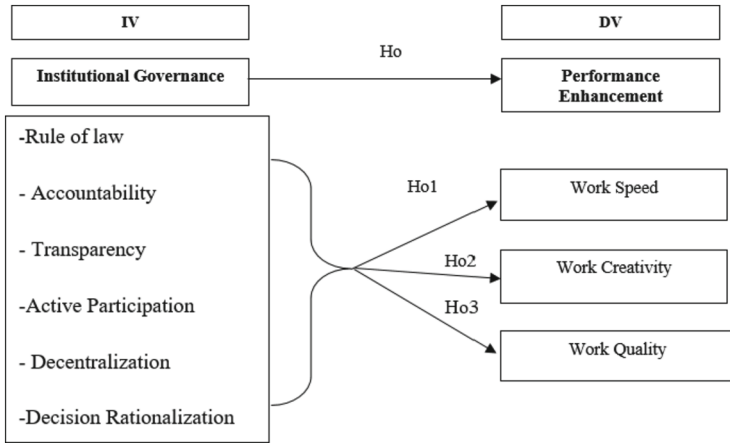 IV
DV
Ho
Institutional Governance
Performance
Enhancement
-Rule of law
- Accountability
- Transparency
-Active Participation
- Decentralization
-Decision Rationalization
Ho1
Work Speed
Ho2
Work Creativity
Ho3
Work Quality